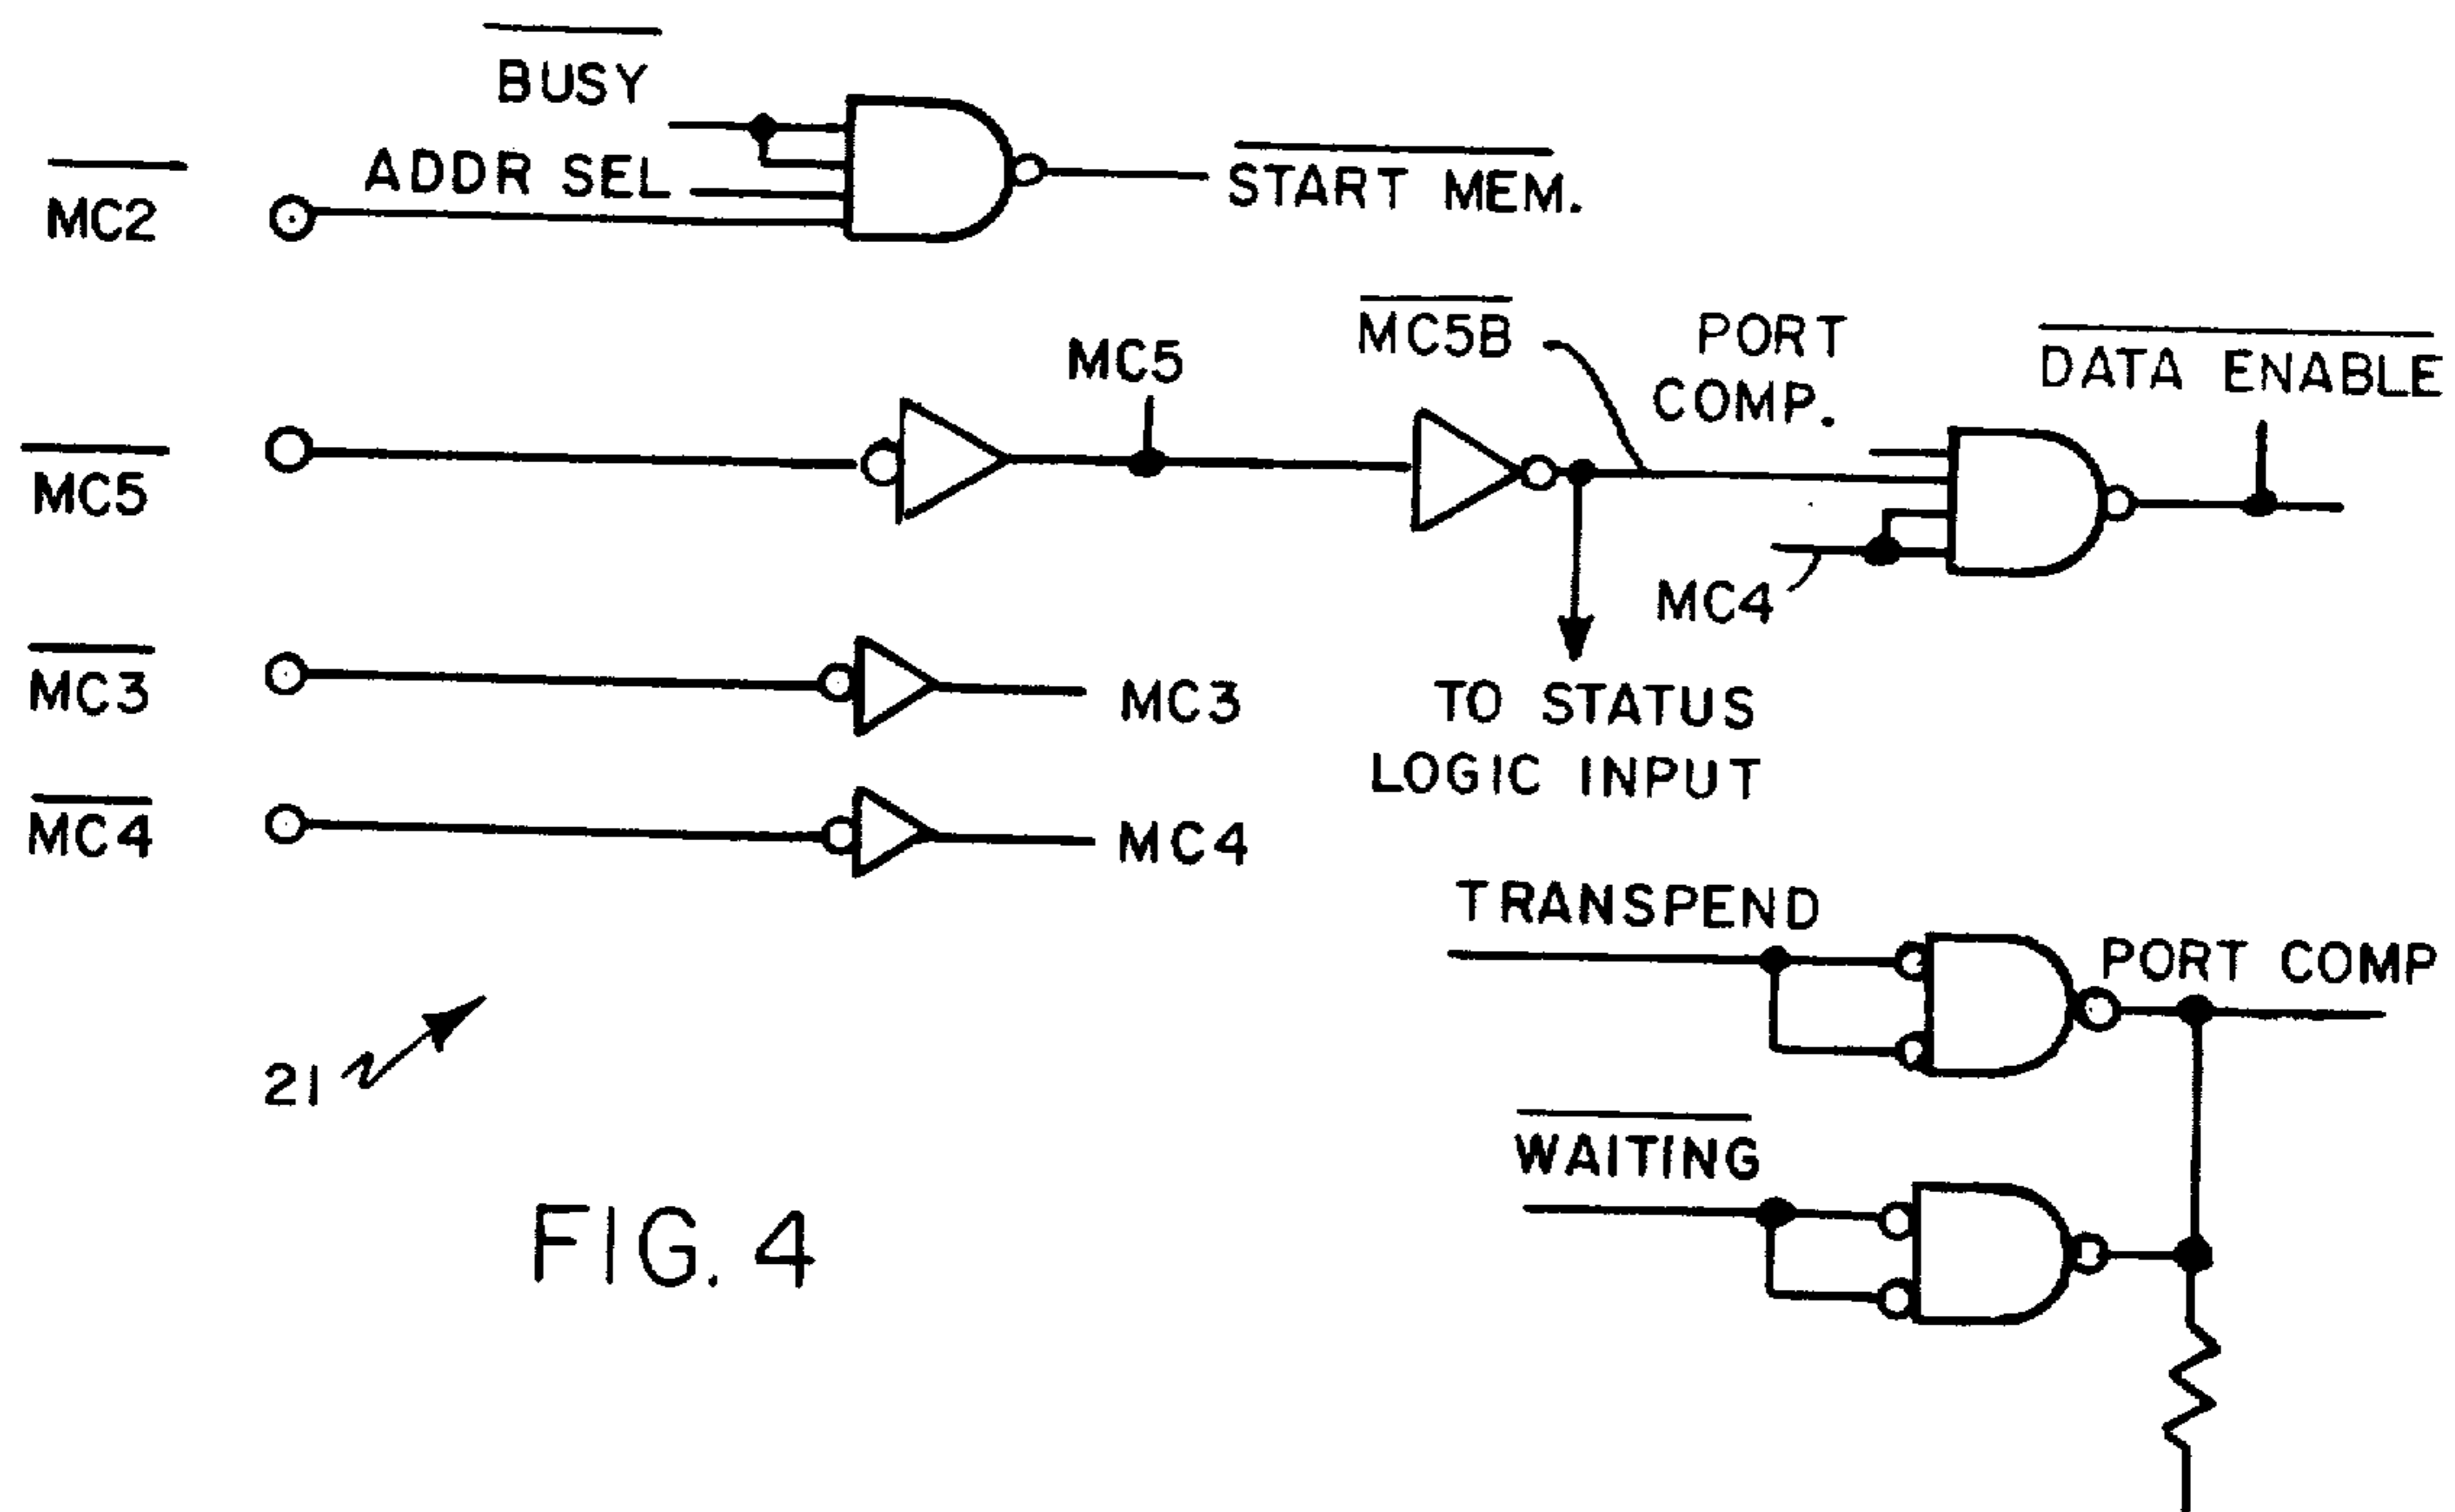 BUSY
ADDR SEL
MC2
START MEM.
MC5
MC5B
PORT
COMP.
DATA ENABLE
MC5
MC4
MC3
MC3
TO STATUS
LOGIC INPUT
MC4
MC4
TRANSPEND
PORT COMP
21
WAITING
FIG. 4